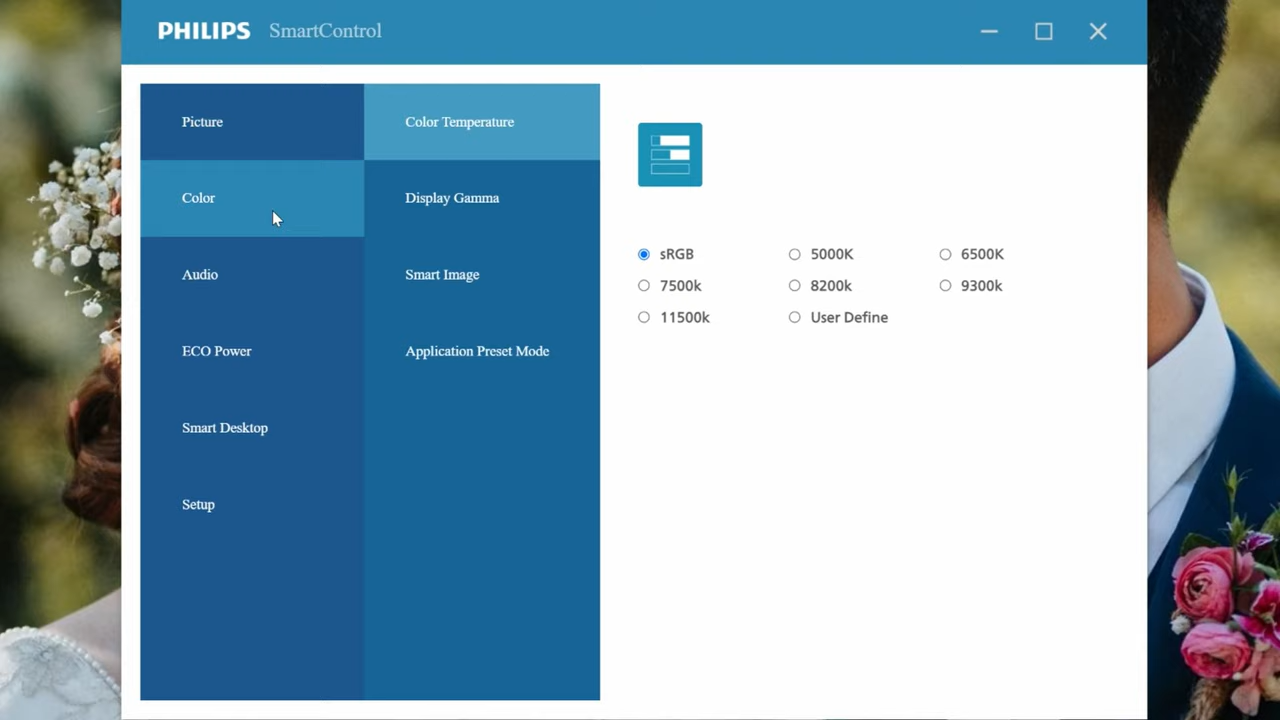 PHILIPS SmartControl
Picture
Color
Audio
ECO Power
Smart Desktop
Setup
Color Temperature
Display Gamma
Smart Image
Application Preset Mode
sRGB 5000K 6500K
7500k 8200k 9300k
11500k User Define